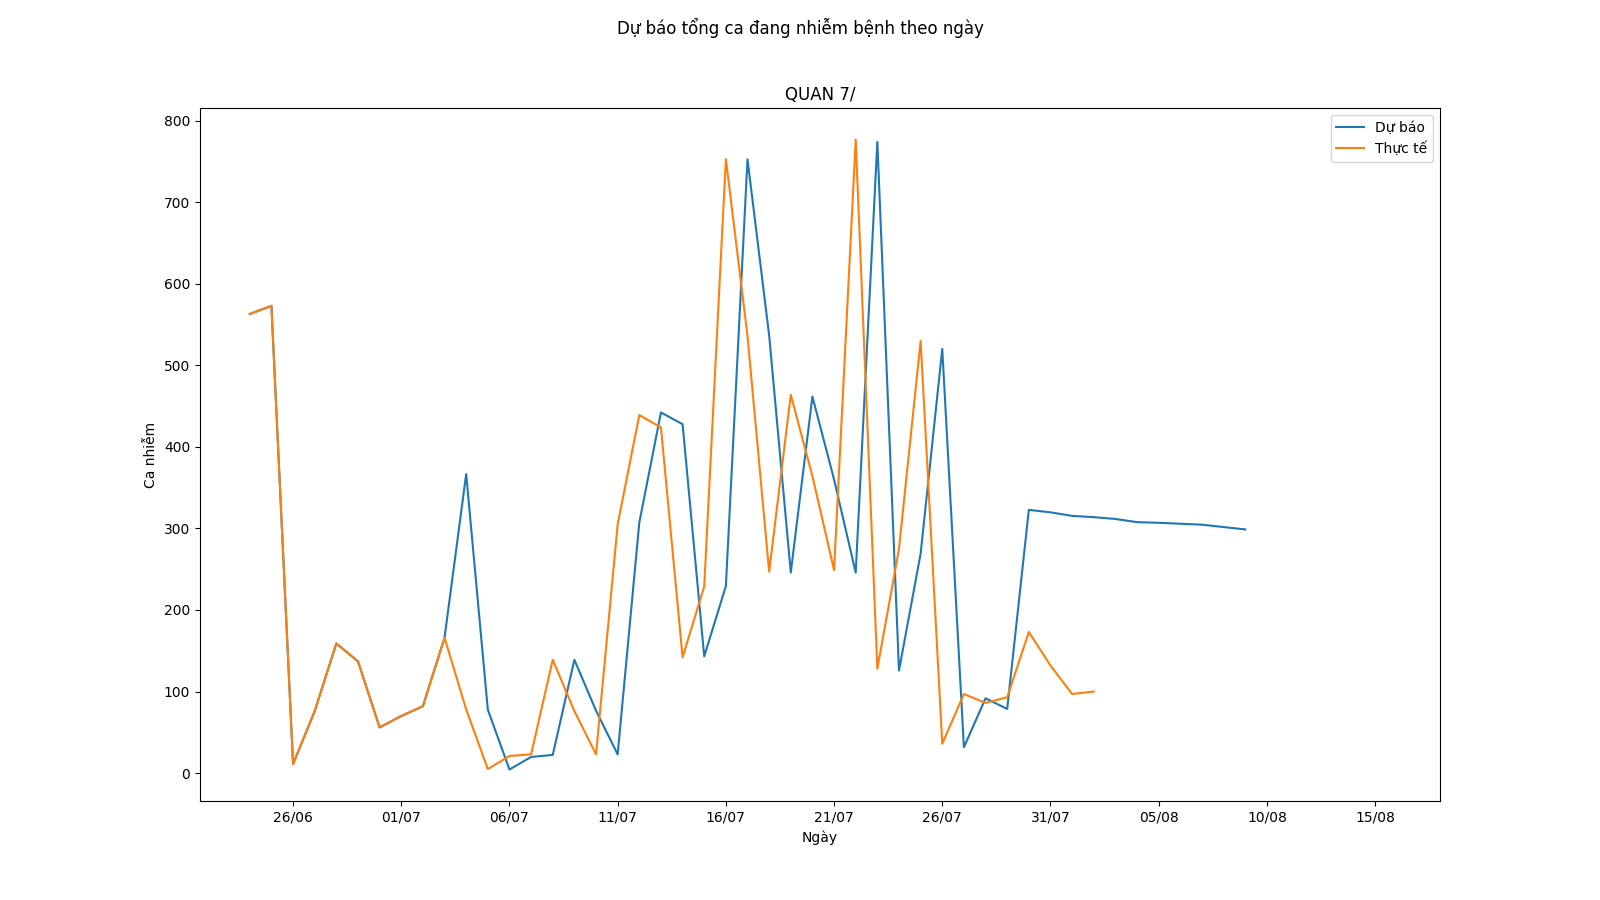 Dự báo tổng ca đang nhiễm bệnh theo ngày
QUAN 7/
Dự báo
Thực tế
800
700
600
500
400
300
200
100
0
Ca nhiễm
26/06 01/07 06/07 11/07 16/07 21/07 26/07 31/07 05/08 10/08 15/08
Ngày